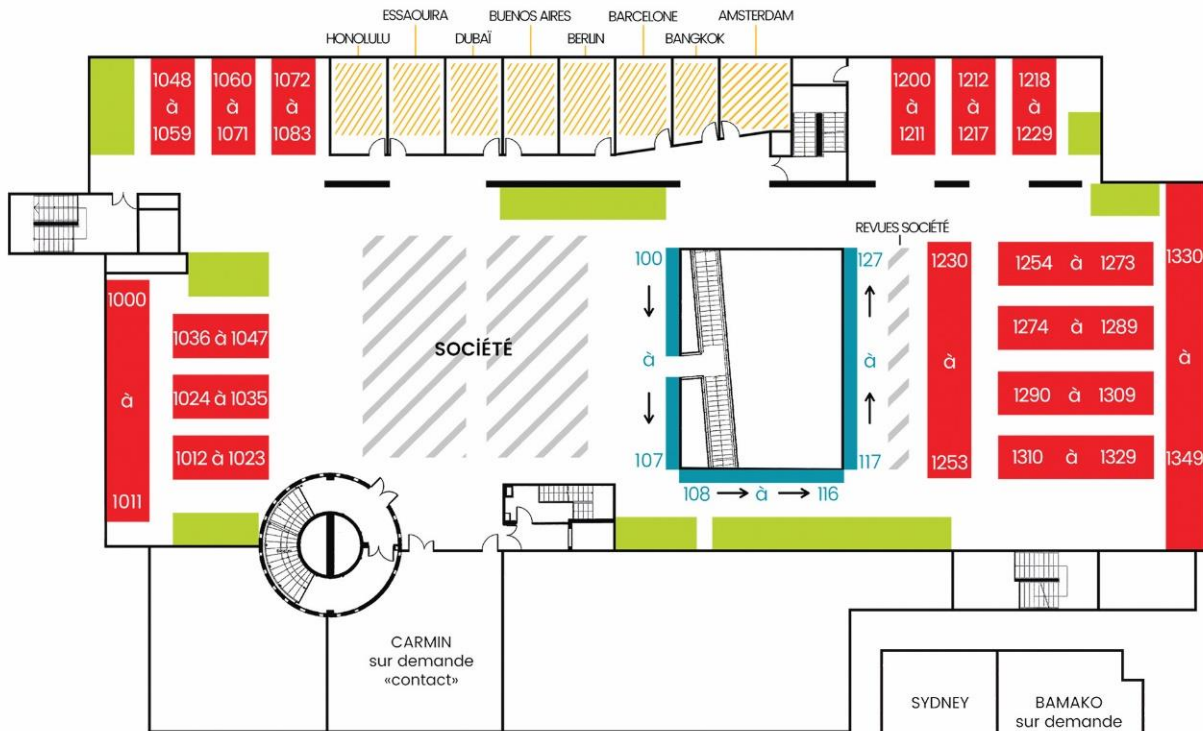 ESSAOUIRA
BUENOS AIRES
BARCELONE
AMSTERDAM
HONOLULU
DUBAÏ
BERLIN
BANGKOK
1048
à
1059
1060
à
1071
1072
à
1083
1200
à
1211
1212
à
1217
1218
à
1229
REVUES SOCIÉTÉ
1000
à
1011
1036 à 1047
1024 à 1035
1012 à 1023
SOCİÉTÉ
100
à
107
108 → à → 116
127
à
117
1230
à
1253
1254 à 1273
1274 à 1289
1290 à 1309
1310 à 1329
1330
à
1349
CARMIN
sur demande
«contact»
SYDNEY
BAMAKO
sur demande